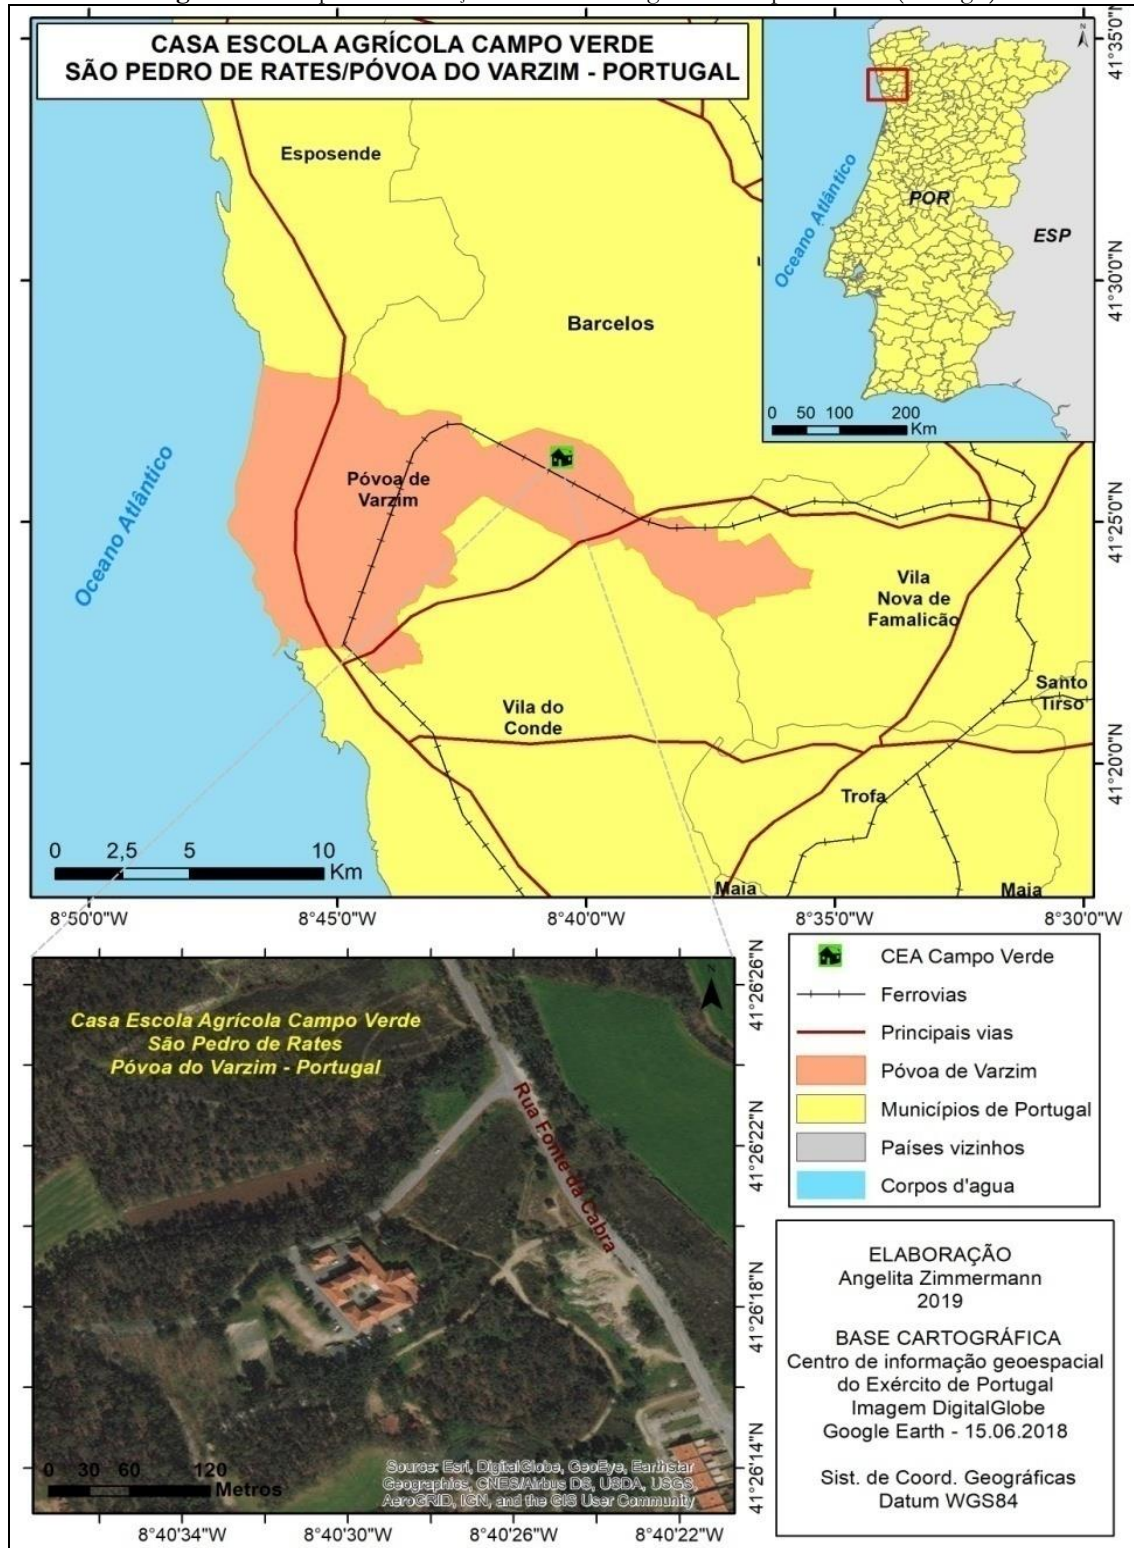 CASA ESCOLA AGRÍCOLA CAMPO VERDE
SÃO PEDRO DE RATES/PÓVOA DO VARZIM - PORTUGAL
N
41°35'0"N
Esposende
Oceano Atlântico
POR
ESP
41°30'0"N
Barcelos
0 50 100 200
Km
Oceano Atlântico
Póvoa de
Varzim
41°25'0"N
Vila
Nova de
Famalicão
Santo
Tirso
Vila do
Conde
41°20'0"N
Trofa
0 2,5 5 10
Km
Maia
Maia
8°50'0"W 8°45'0"W 8°40'0"W 8°35'0"W 8°30'0"W
Casa Escola Agrícola Campo Verde
São Pedro de Rates
Póvoa do Varzim - Portugal
N
Rua Fonte da Cabra
41°26'26"N
41°26'22"N
41°26'18"N
41°26'14"N
0 30 60 120
Metros
Source: Esri, DigitalGlobe, GeoEye, Earthstar
Geographics, CNES/Airbus DS, USDA, USGS,
AeroGRID, IGN, and the GIS User Community
8°40'34"W 8°40'30"W 8°40'26"W 8°40'22"W
CEA Campo Verde
Ferrovias
Principais vias
Póvoa de Varzim
Municípios de Portugal
Países vizinhos
Corpos d'agua
ELABORAÇÃO
Angelita Zimmermann
2019
BASE CARTOGRÁFICA
Centro de informação geoespacial
do Exército de Portugal
Imagem DigitalGlobe
Google Earth - 15.06.2018
Sist. de Coord. Geográficas
Datum WGS84